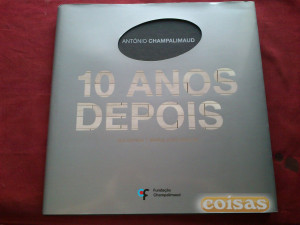 ANTÓNIO CHAMPALIMAUD
10 ANOS
DEPOIS
Fundação
Champalimaud
coisas